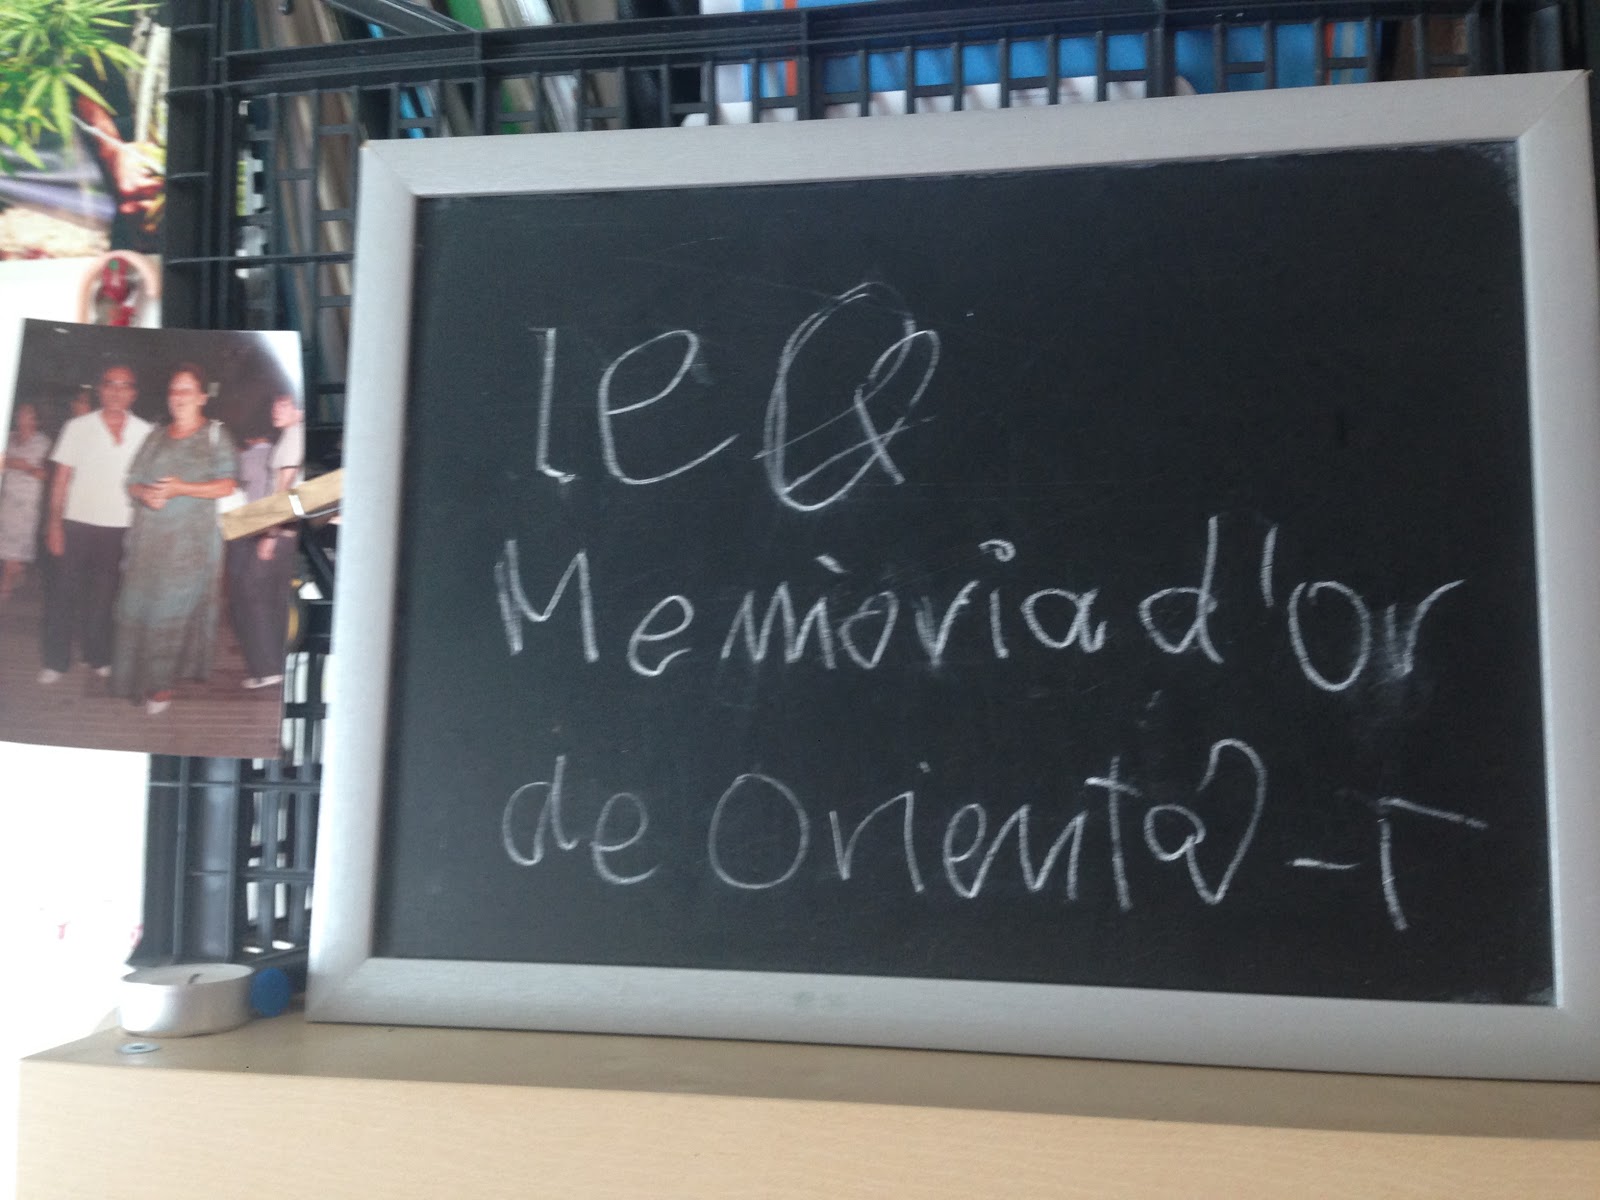 le Q
Memòria d'Or
de Orienta?-T